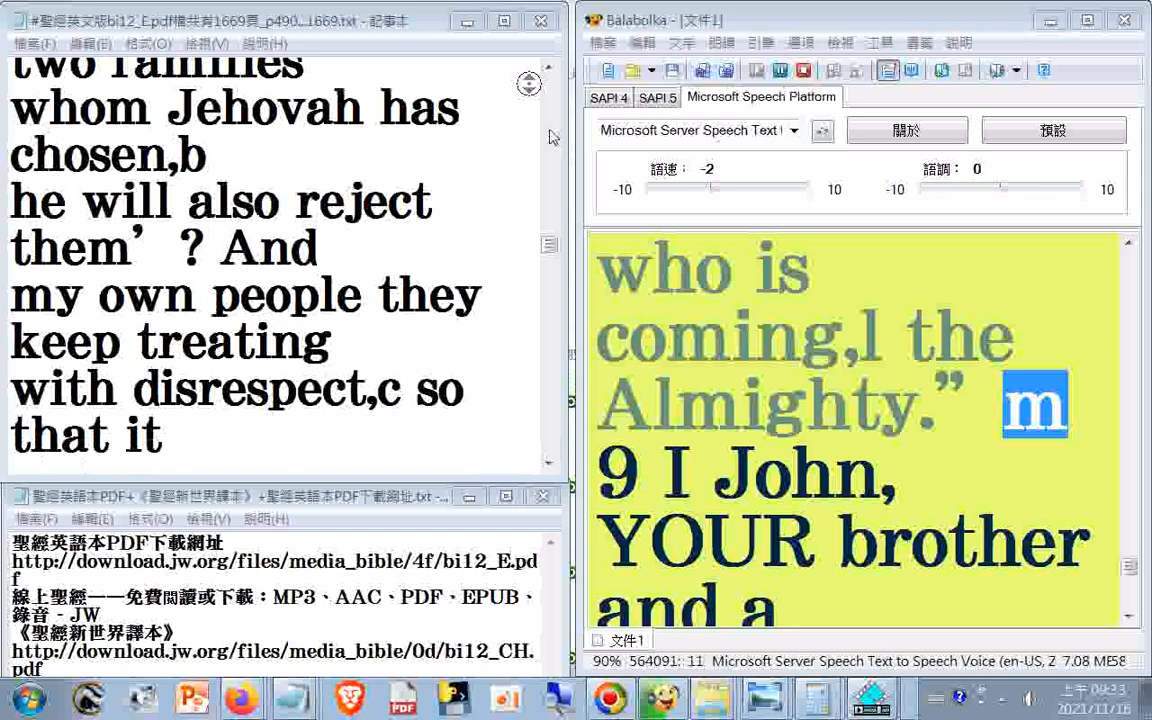 #聖經英文版bi12_E.pdf檔共有1669頁_p490...1669.txt - 記事本
檔案(F) 編輯(E) 格式(O) 檢視(V) 說明(H)
two families
whom Jehovah has
chosen,b
he will also reject
them’ ? And
my own people they
keep treating
with disrespect,c so
that it
聖經英語本PDF+《聖經新世界譯本》+聖經英語本PDF下載網址.txt - ...
檔案(F) 編輯(E) 格式(O) 檢視(V) 說明(H)
聖經英語本PDF下載網址
http://download.jw.org/files/media_bible/4f/bi12_E.pd
f
線上聖經——免費閱讀或下載：MP3、AAC、PDF、EPUB、
錄音 - JW
《聖經新世界譯本》
http://download.jw.org/files/media_bible/0d/bi12_CH.
pdf
Balabolka - [文件1]
檔案 編輯 文字 朗讀 引擎 選項 檢視 工具 書籤 說明
SAPI 4 SAPI 5 Microsoft Speech Platform
Microsoft Server Speech Text 關於 預設
語速： -2 語調： 0
-10 10 -10 10
who is
coming,l the
Almighty.” m
9 I John,
YOUR brother
and a
文件1
90% 564091: 11 Microsoft Server Speech Text to Speech Voice (en-US, Z 7.08 ME58
PDF
上午 09:33
2021/11/16